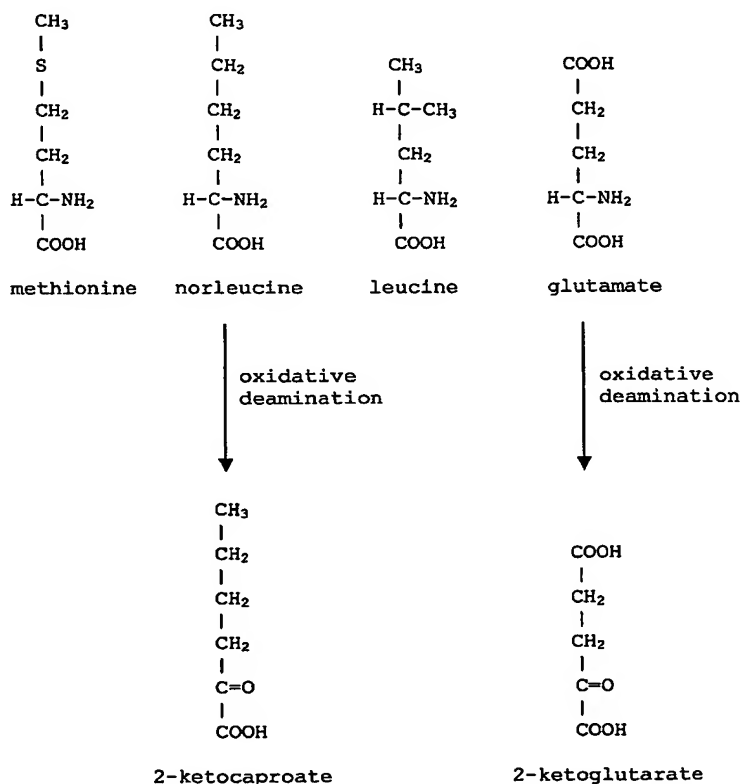 CH₃
S
CH₂
CH₂
H-C-NH₂
COOH
methionine
CH₃
CH₂
CH₂
CH₂
H-C-NH₂
COOH
norleucine
CH₃
H-C-CH₃
CH₂
H-C-NH₂
COOH
leucine
COOH
CH₂
CH₂
H-C-NH₂
COOH
glutamate
oxidative
deamination
oxidative
deamination
CH₃
CH₂
CH₂
CH₂
C=O
COOH
2-ketocaproate
COOH
CH₂
CH₂
C=O
COOH
2-ketoglutarate